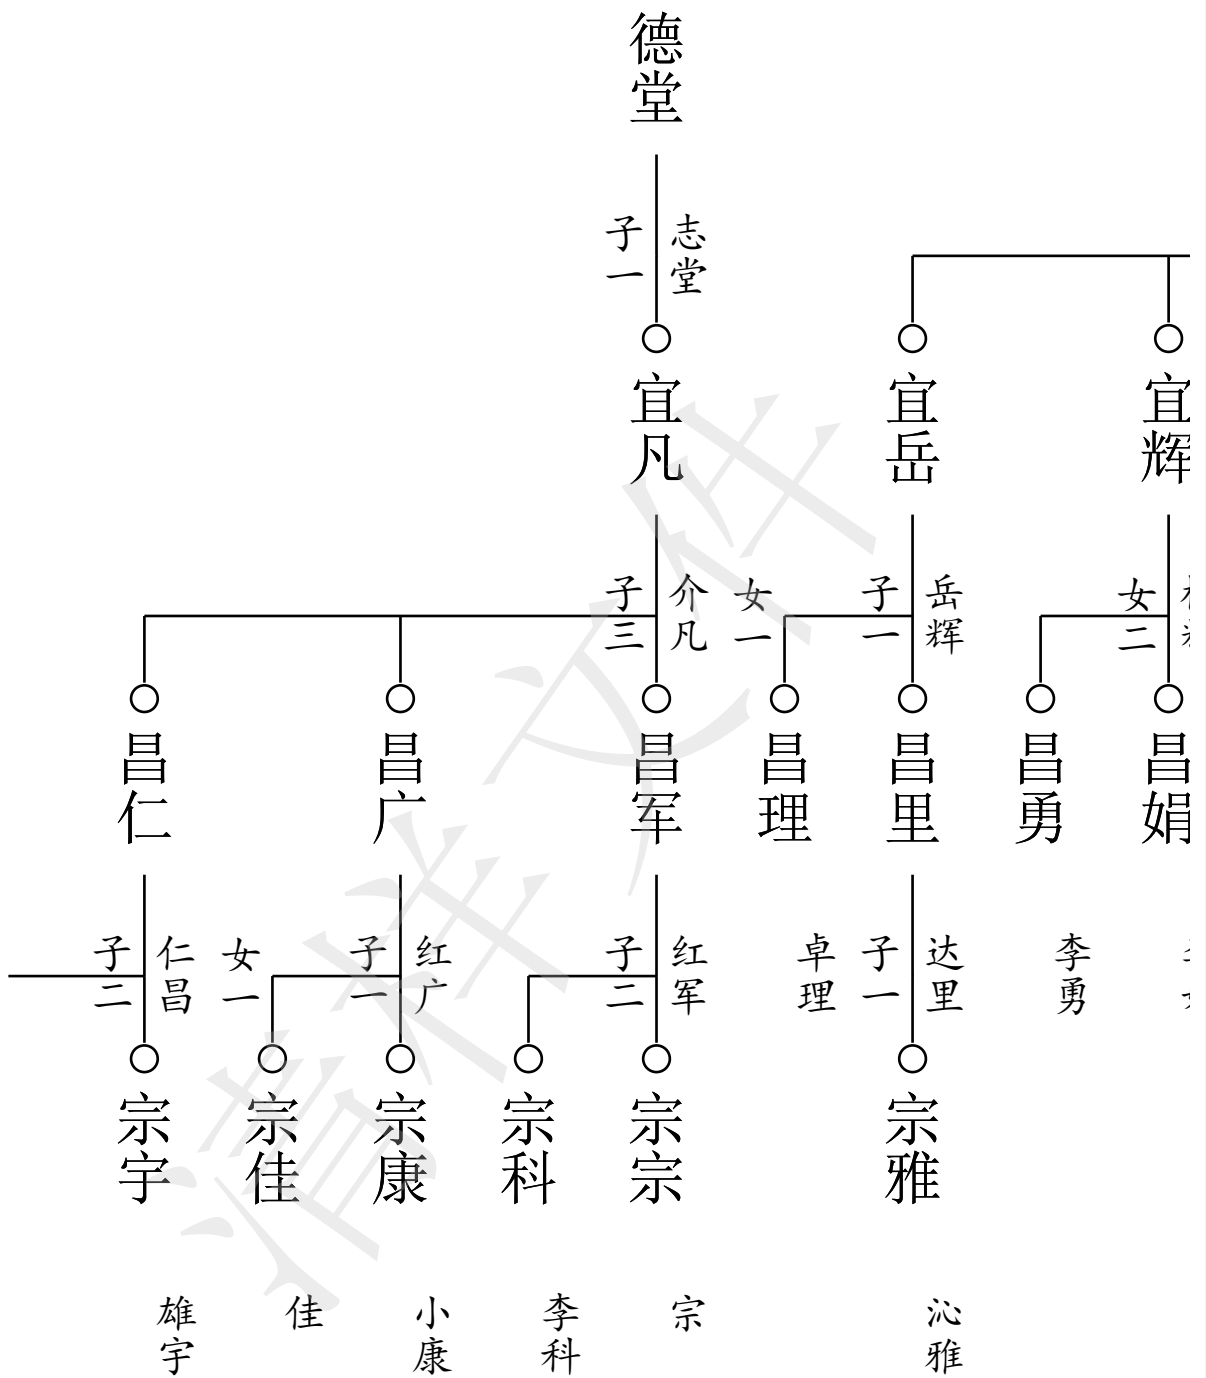 德堂
子一
志堂
宜凡
宜岳
宜辉
子三
介凡
女一
子一
岳辉
女二
昌仁
昌广
昌军
昌理
昌里
昌勇
昌娟
子二
仁昌
女一
子一
红广
子二
红军
卓理
子一
达里
李勇
宗宇
宗佳
宗康
宗科
宗宗
宗雅
雄宇
佳
小康
李科
宗
沁雅
清样文件